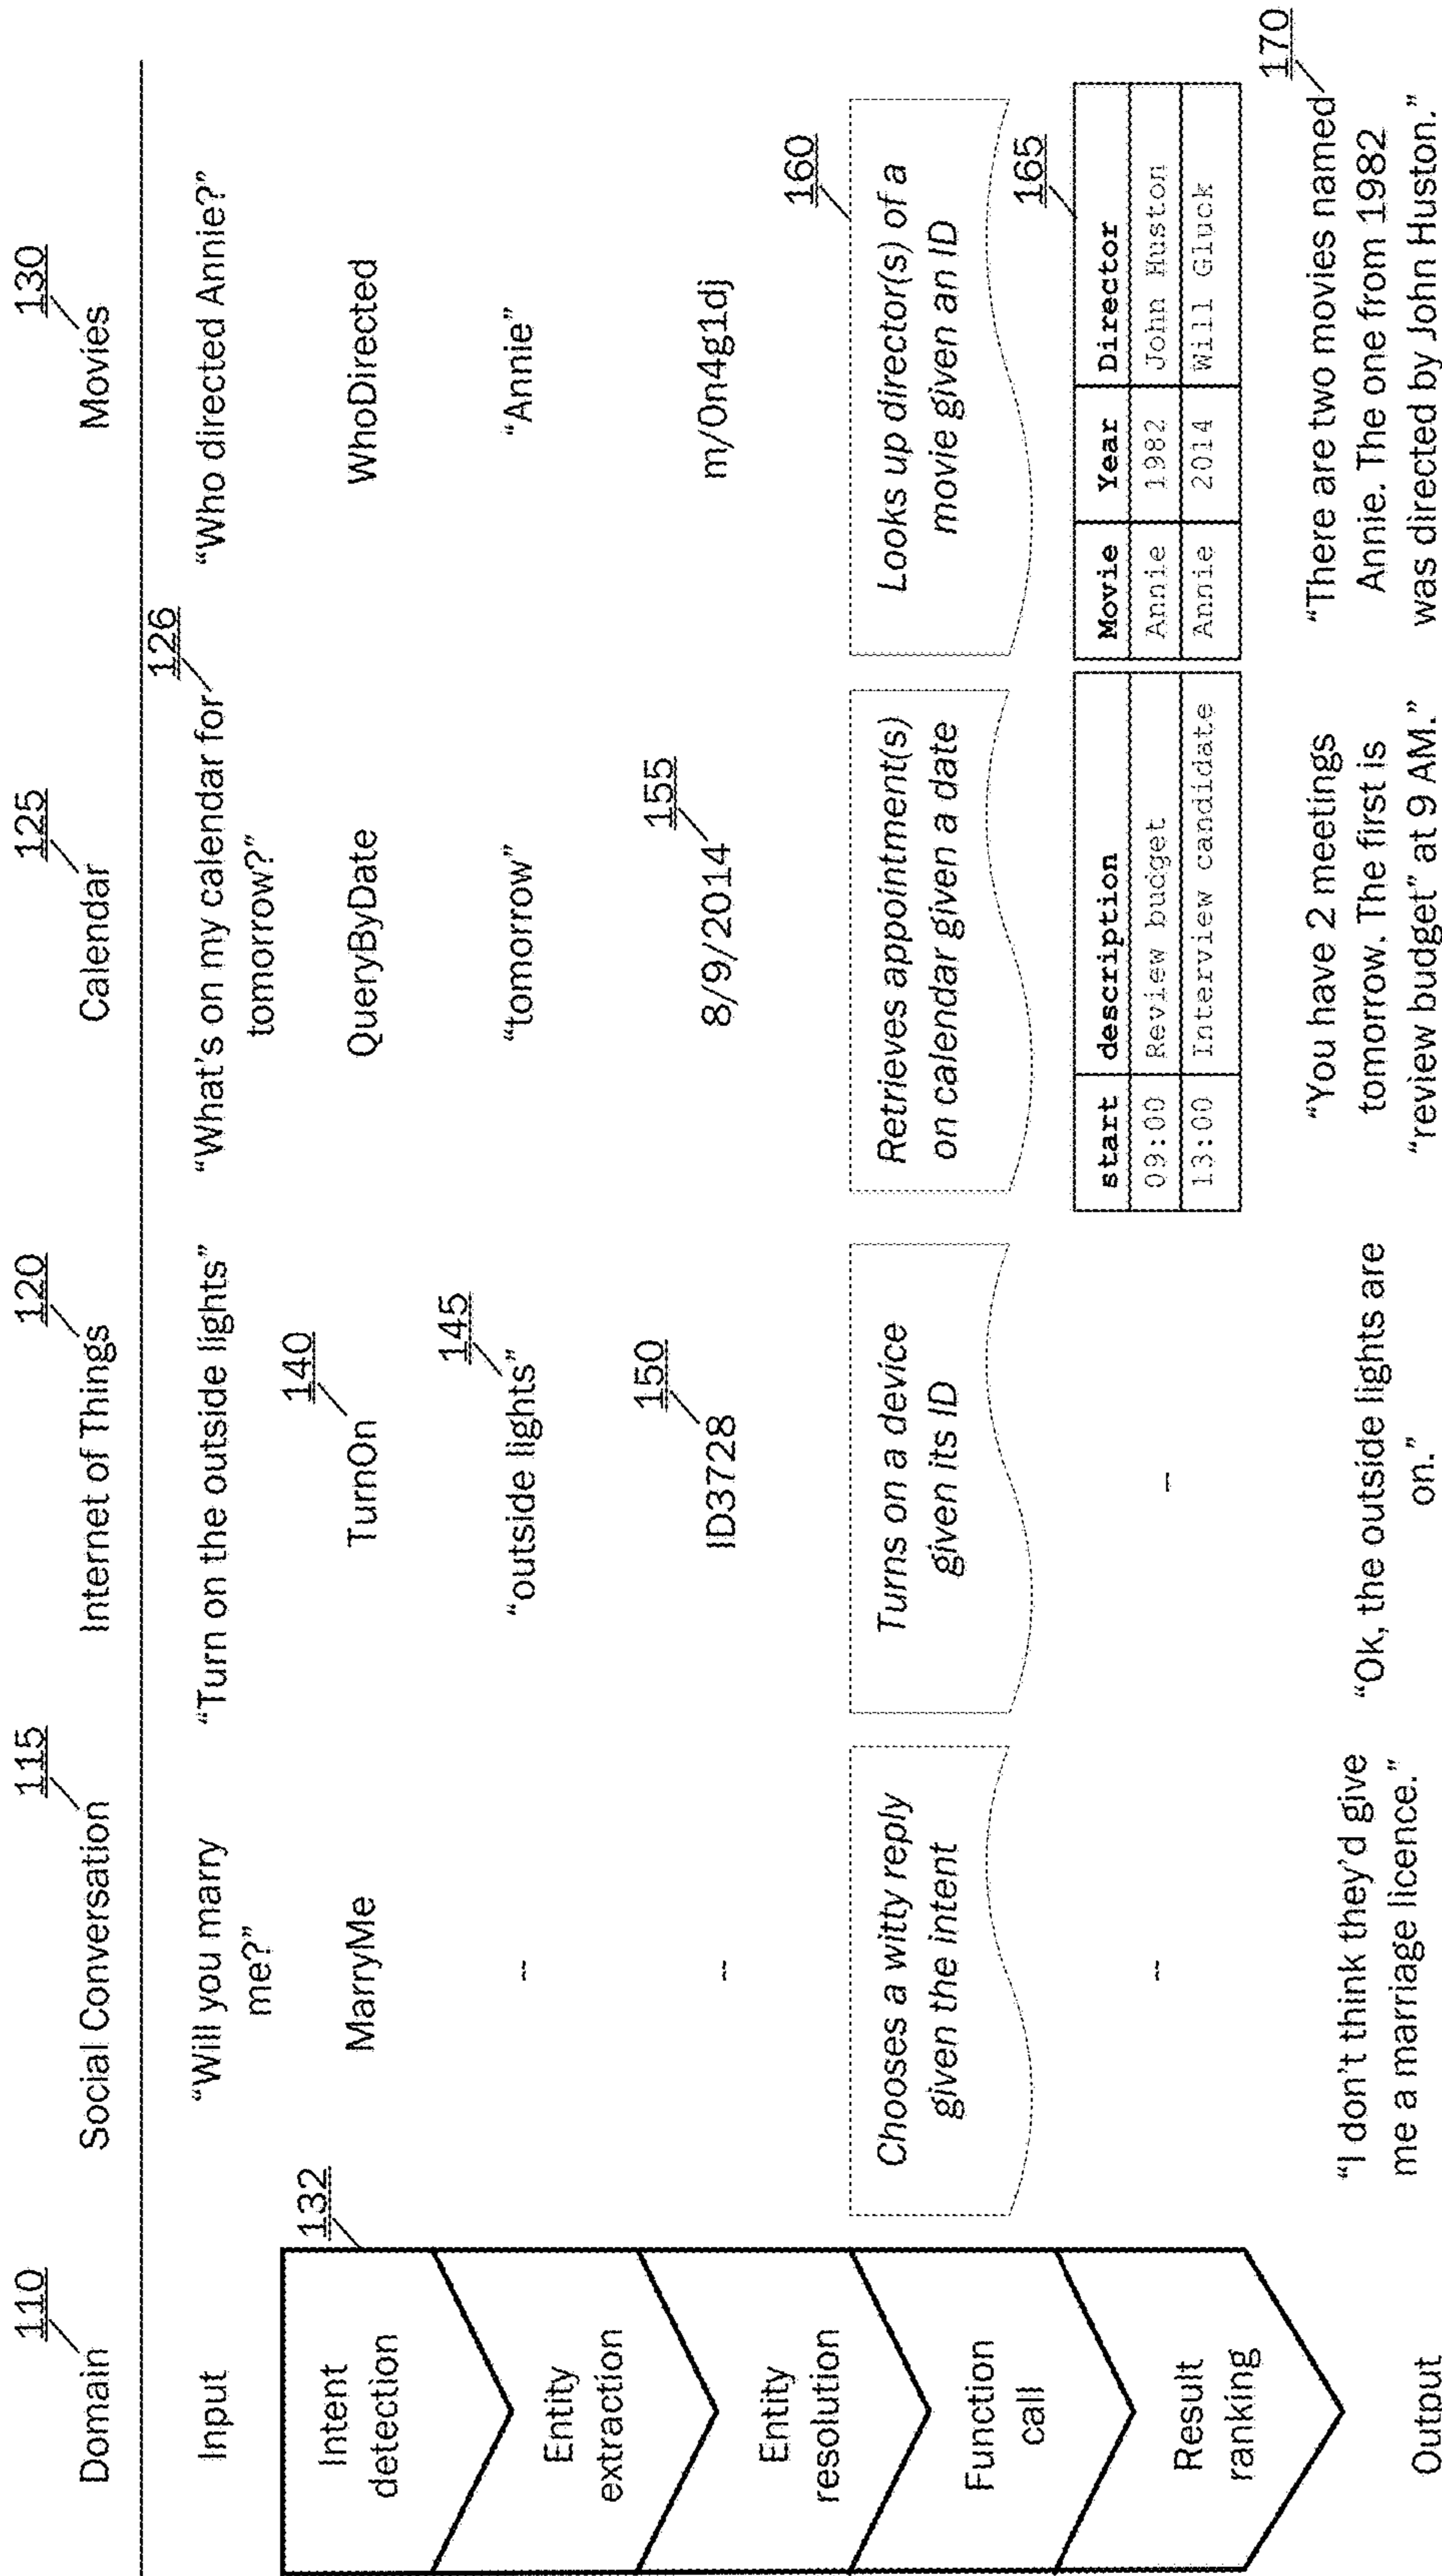 110
115
120
125
130
Domain
Social Conversation
Internet of Things
Calendar
Movies
126
Input
“Will you marry
me?”
“Turn on the outside lights”
“What's on my calendar for
tomorrow?”
“Who directed Annie?”
132
140
Intent
detection
MarryMe
TurnOn
QueryByDate
WhoDirected
145
Entity
extraction
--
“outside lights”
“tomorrow”
“Annie”
150
155
Entity
resolution
--
ID3728
8/9/2014
m/0n4g1dj
160
Function
call
Chooses a witty reply
given the intent
Turns on a device
given its ID
Retrieves appointment(s)
on calendar given a date
Looks up director(s) of a
movie given an ID
165
Result
ranking
--
–
start description
09:00 Review budget
13:00 Interview candidate
Movie Year Director
Annie 1982 John Huston
Annie 2014 Will Gluck
170
Output
“I don't think they'd give
me a marriage licence.”
“Ok, the outside lights are
on.”
“You have 2 meetings
tomorrow. The first is
“review budget” at 9 AM.”
“There are two movies named
Annie. The one from 1982
was directed by John Huston.”